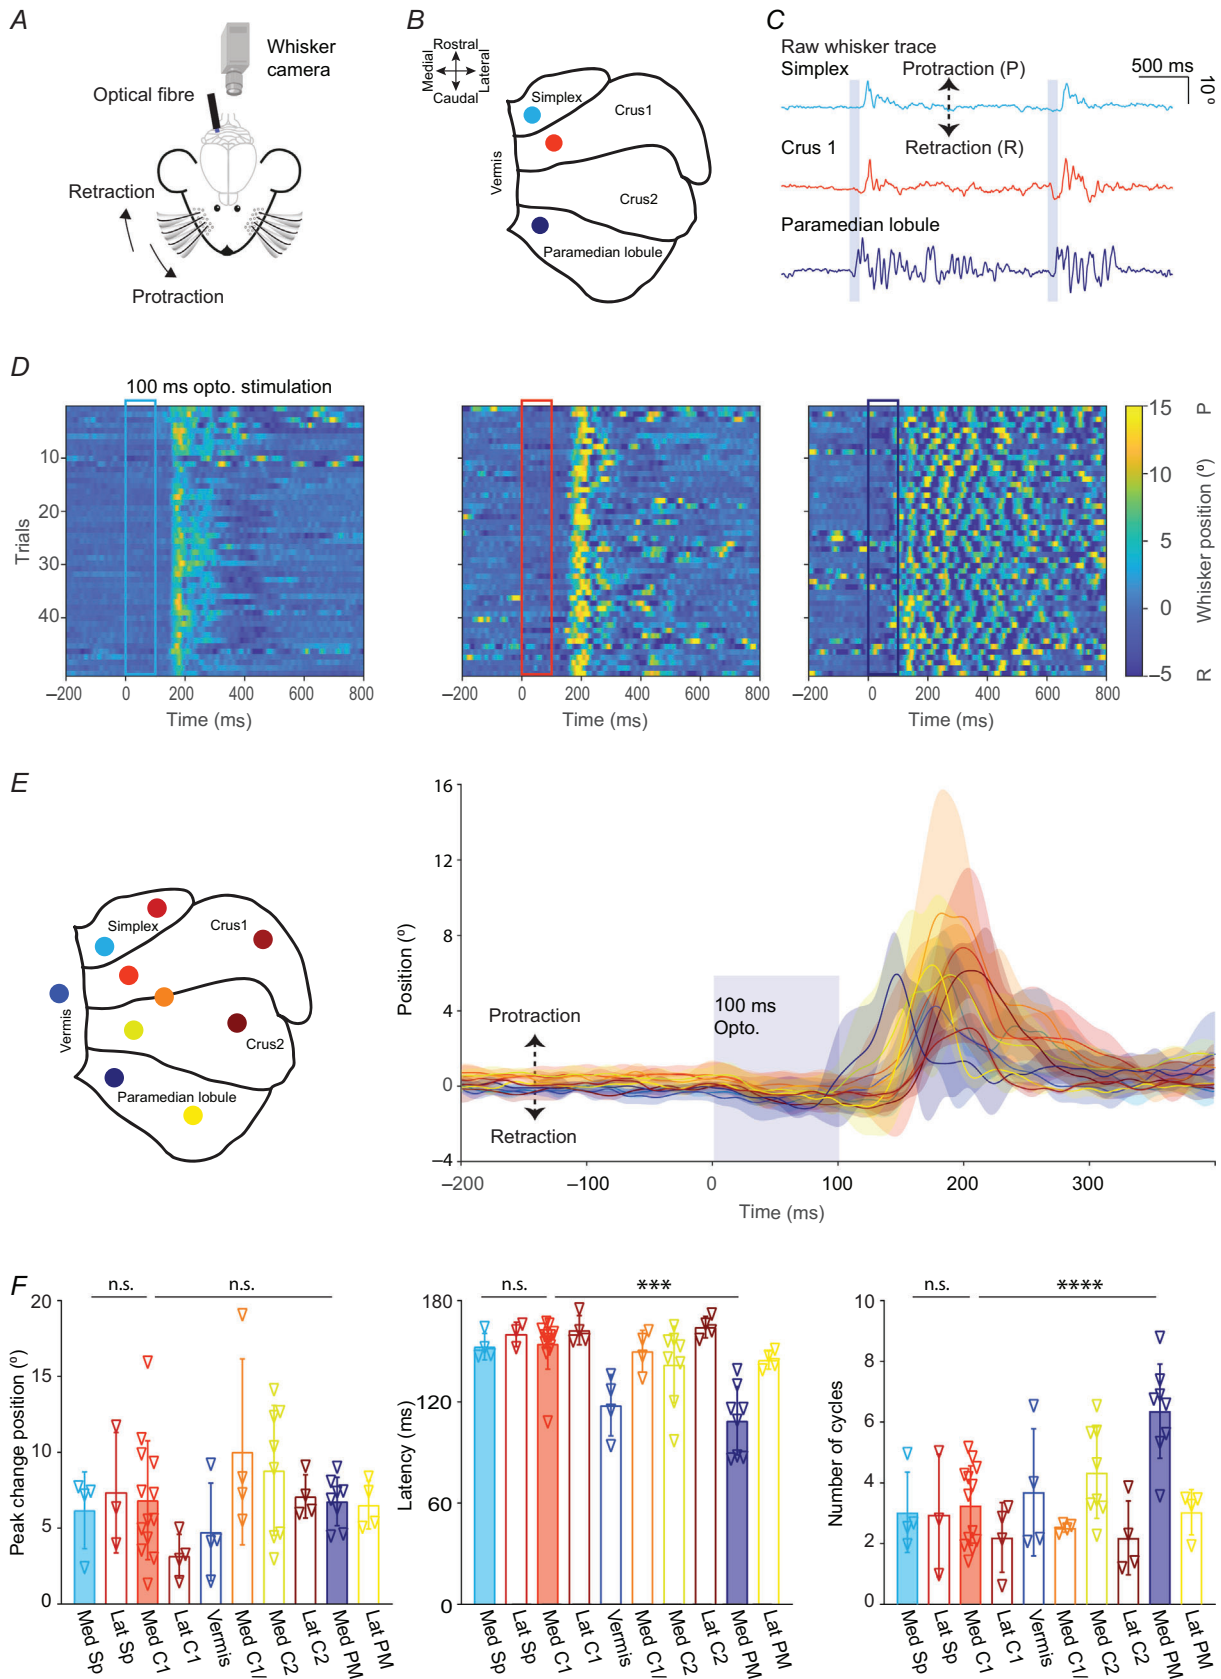 A
Whisker
camera
Optical fibre
Retraction
Protraction
B
Rostral
Medial
Lateral
Caudal
Simplex
Crus1
Vermis
Crus2
Paramedian lobule
C
Raw whisker trace
Simplex
Protraction (P)
500 ms
10 º
Crus 1
Retraction (R)
Paramedian lobule
D
100 ms opto. stimulation
Trials
10
20
30
40
–200 0 200 400 600 800
Time (ms)
–200 0 200 400 600 800
Time (ms)
–200 0 200 400 600 800
Time (ms)
15
10
5
0
–5
P
Whisker position (º)
R
E
Simplex
Crus1
Vermis
Crus2
Paramedian lobule
16
12
8
4
0
–4
Position (º)
100 ms
Opto.
Protraction
Retraction
–200 –100 0 100 200 300
Time (ms)
F
n.s. n.s.
20
15
10
5
0
Peak change position (º)
Med Sp
Lat Sp
Med C1
Lat C1
Vermis
Med C1/
Med C2
Lat C2
Med PM
Lat PM
n.s. ***
180
120
60
0
Latency (ms)
Med Sp
Lat Sp
Med C1
Lat C1
Vermis
Med C1/
Med C2
Lat C2
Med PM
Lat PM
n.s. ****
10
8
6
4
2
0
Number of cycles
Med Sp
Lat Sp
Med C1
Lat C1
Vermis
Med C1/
Med C2
Lat C2
Med PM
Lat PM